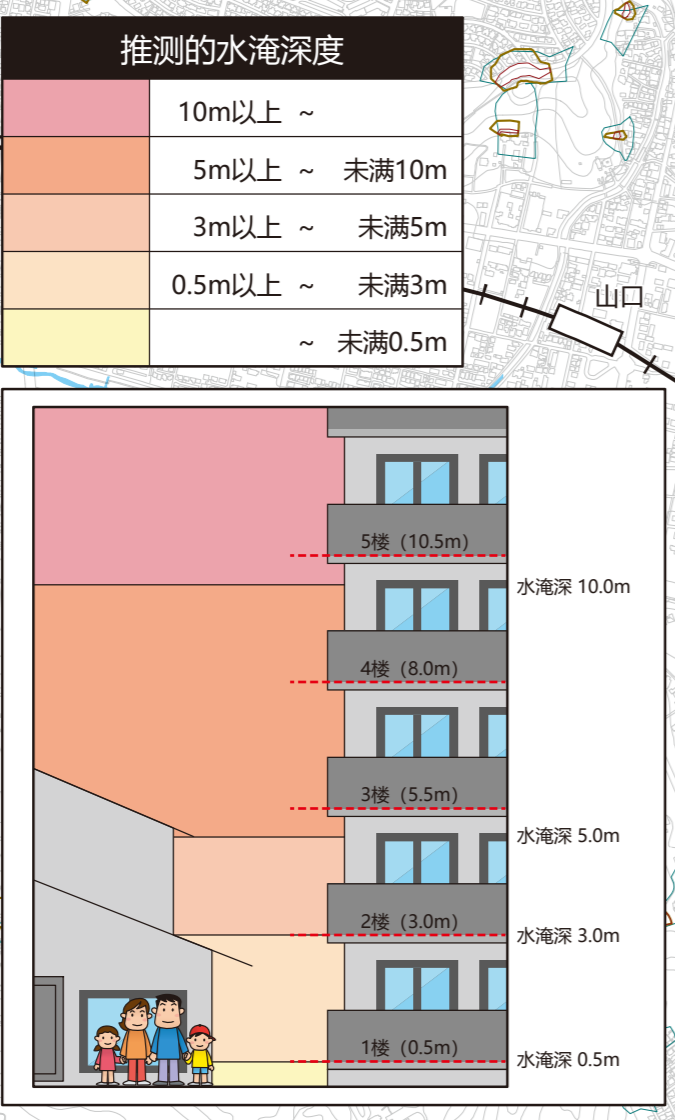 推测的水淹深度
10m以上 ~
5m以上 ~ 未满10m
3m以上 ~ 未满5m
0.5m以上 ~ 未满3m
~ 未满0.5m
山口
5楼（10.5m）
水淹深 10.0m
4楼（8.0m）
3楼（5.5m）
水淹深 5.0m
2楼（3.0m）
水淹深 3.0m
1楼（0.5m）
水淹深 0.5m